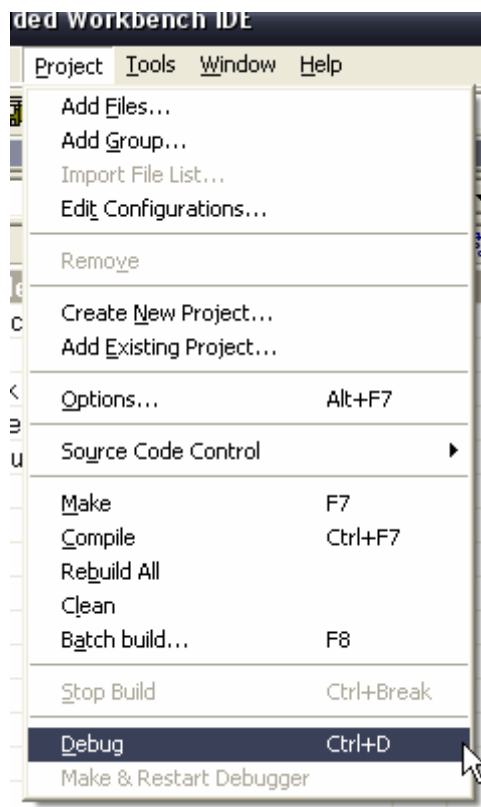 ded Workbench IDE
Project Tools Window Help
Add Files...
Add Group...
Import File List...
Edit Configurations...
Remove
Create New Project...
Add Existing Project...
Options... Alt+F7
Source Code Control
Make F7
Compile Ctrl+F7
Rebuild All
Clean
Batch build... F8
Stop Build Ctrl+Break
Debug Ctrl+D
Make & Restart Debugger